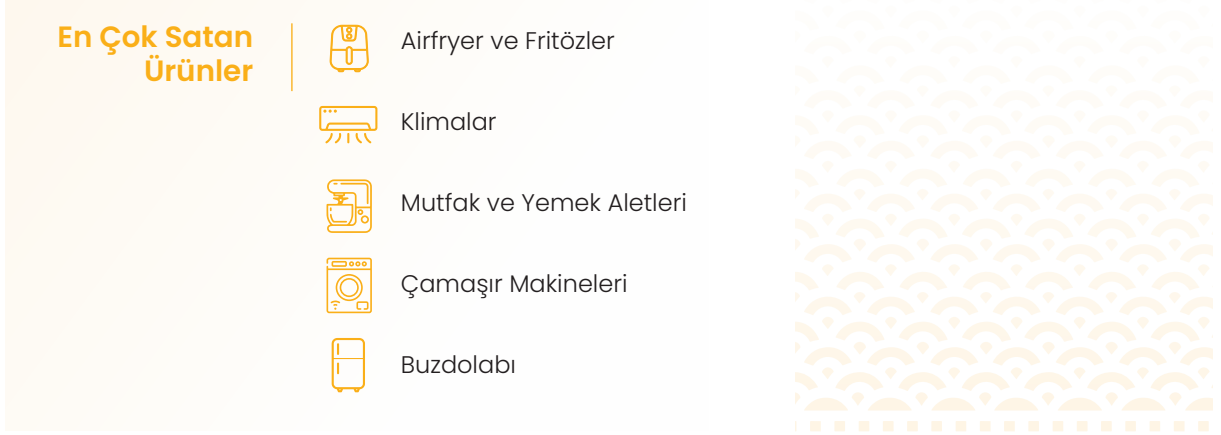 En Çok Satan
Ürünler
Airfryer ve Fritözler
Klimalar
Mutfak ve Yemek Aletleri
Çamaşır Makineleri
Buzdolabı